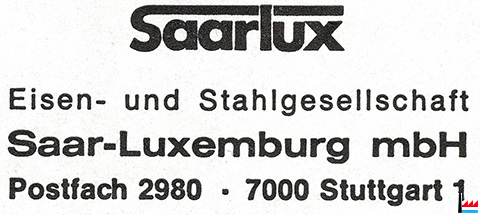 Saarlux
Eisen- und Stahlgesellschaft
Saar-Luxemburg mbH
Postfach 2980 · 7000 Stuttgart 1